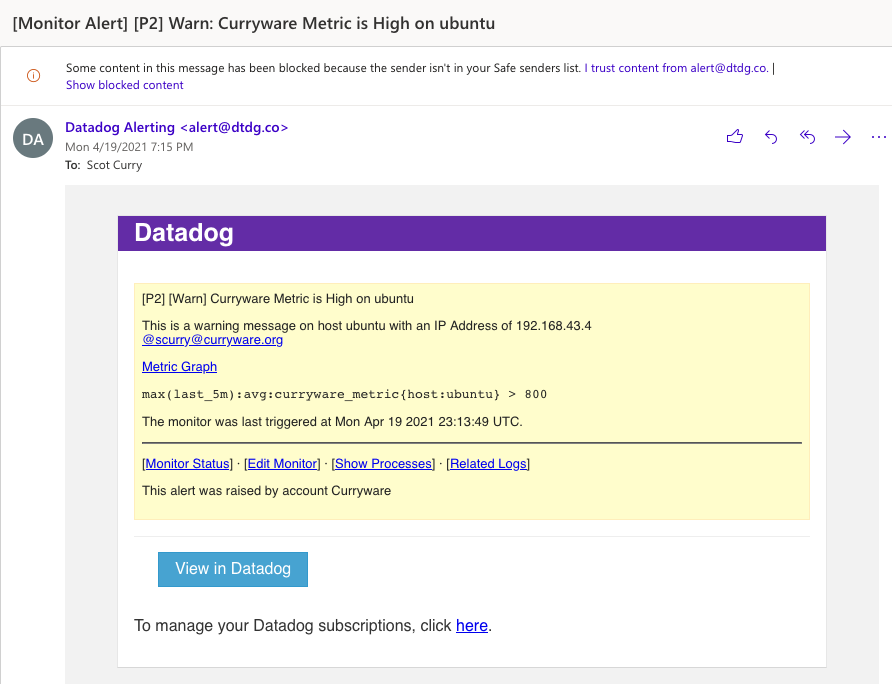 [Monitor Alert] [P2] Warn: Curryware Metric is High on ubuntu
Some content in this message has been blocked because the sender isn't in your Safe senders list. I trust content from alert@dtdg.co. |
Show blocked content
DA
Datadog Alerting <alert@dtdg.co>
Mon 4/19/2021 7:15 PM
To: Scot Curry
Datadog
[P2] [Warn] Curryware Metric is High on ubuntu
This is a warning message on host ubuntu with an IP Address of 192.168.43.4
@scurry@curryware.org
Metric Graph
max(last_5m):avg:curryware_metric{host:ubuntu} > 800
The monitor was last triggered at Mon Apr 19 2021 23:13:49 UTC.
[Monitor Status] · [Edit Monitor] · [Show Processes] · [Related Logs]
This alert was raised by account Curryware
View in Datadog
To manage your Datadog subscriptions, click here.